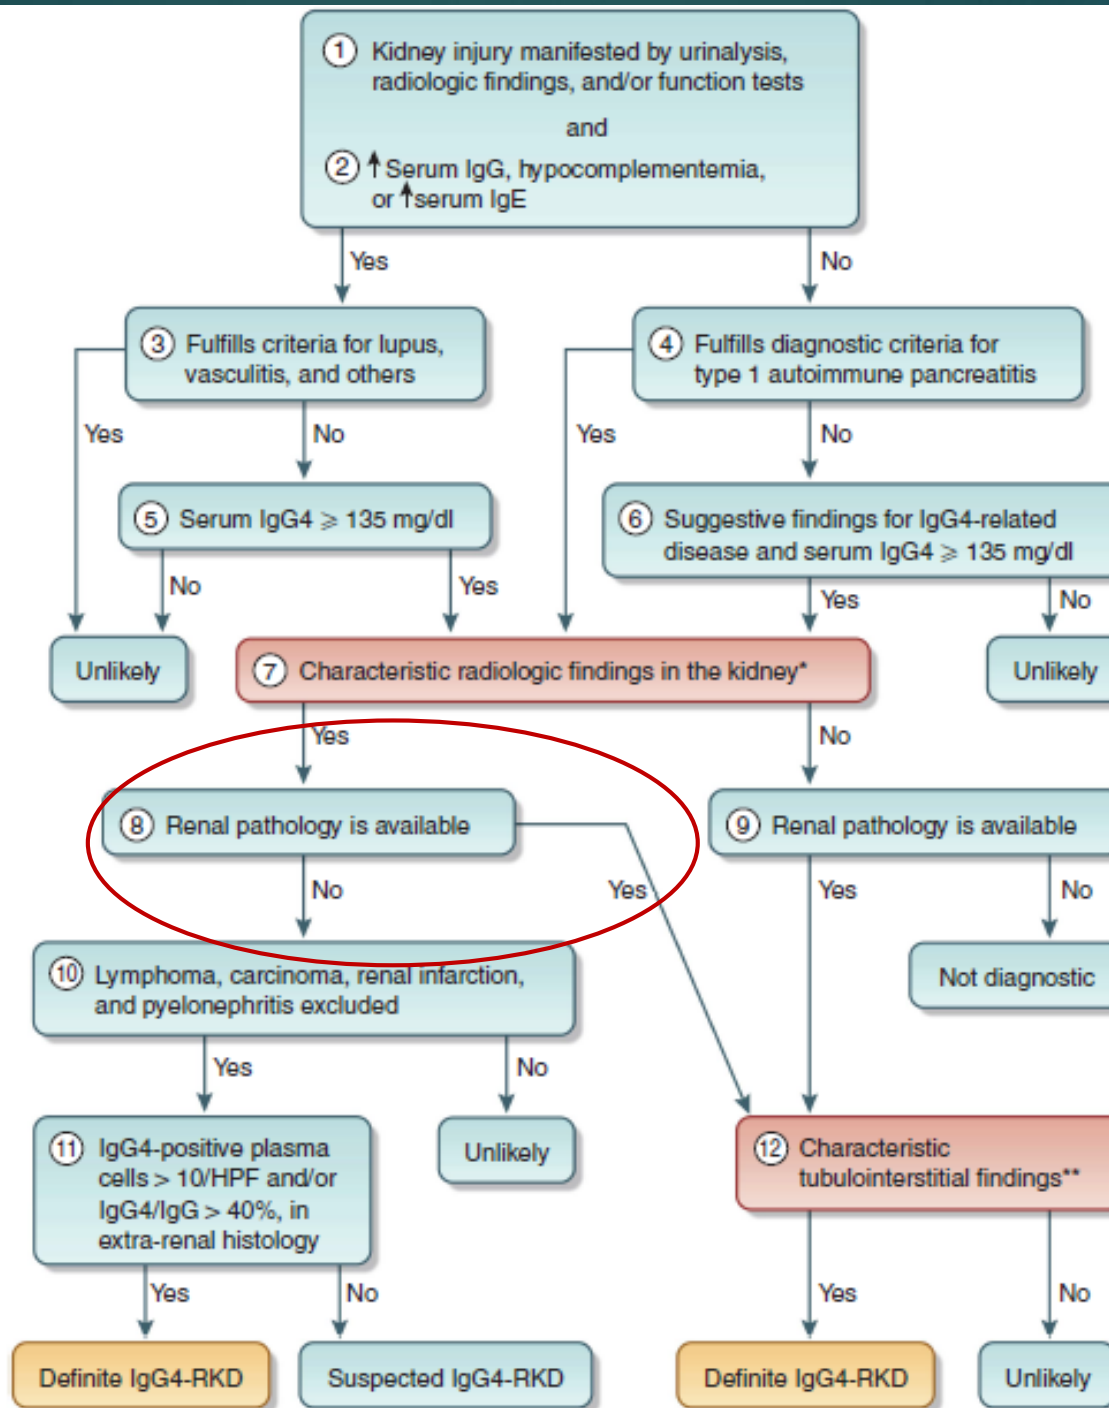 ① Kidney injury manifested by urinalysis,
radiologic findings, and/or function tests
and
② ↑ Serum IgG, hypocomplementemia,
or ↑serum IgE
Yes
No
③ Fulfills criteria for lupus,
vasculitis, and others
④ Fulfills diagnostic criteria for
type 1 autoimmune pancreatitis
Yes
No
Yes
No
⑤ Serum IgG4 ⩾ 135 mg/dl
⑥ Suggestive findings for IgG4-related
disease and serum IgG4 ⩾ 135 mg/dl
No
Yes
Yes
No
Unlikely
⑦ Characteristic radiologic findings in the kidney*
Unlikely
Yes
No
⑧ Renal pathology is available
⑨ Renal pathology is available
No
Yes
Yes
No
⑩ Lymphoma, carcinoma, renal infarction,
and pyelonephritis excluded
Not diagnostic
Yes
No
⑪ IgG4-positive plasma
cells > 10/HPF and/or
IgG4/IgG > 40%, in
extra-renal histology
Unlikely
⑫ Characteristic
tubulointerstitial findings**
Yes
No
Yes
No
Definite IgG4-RKD
Suspected IgG4-RKD
Definite IgG4-RKD
Unlikely